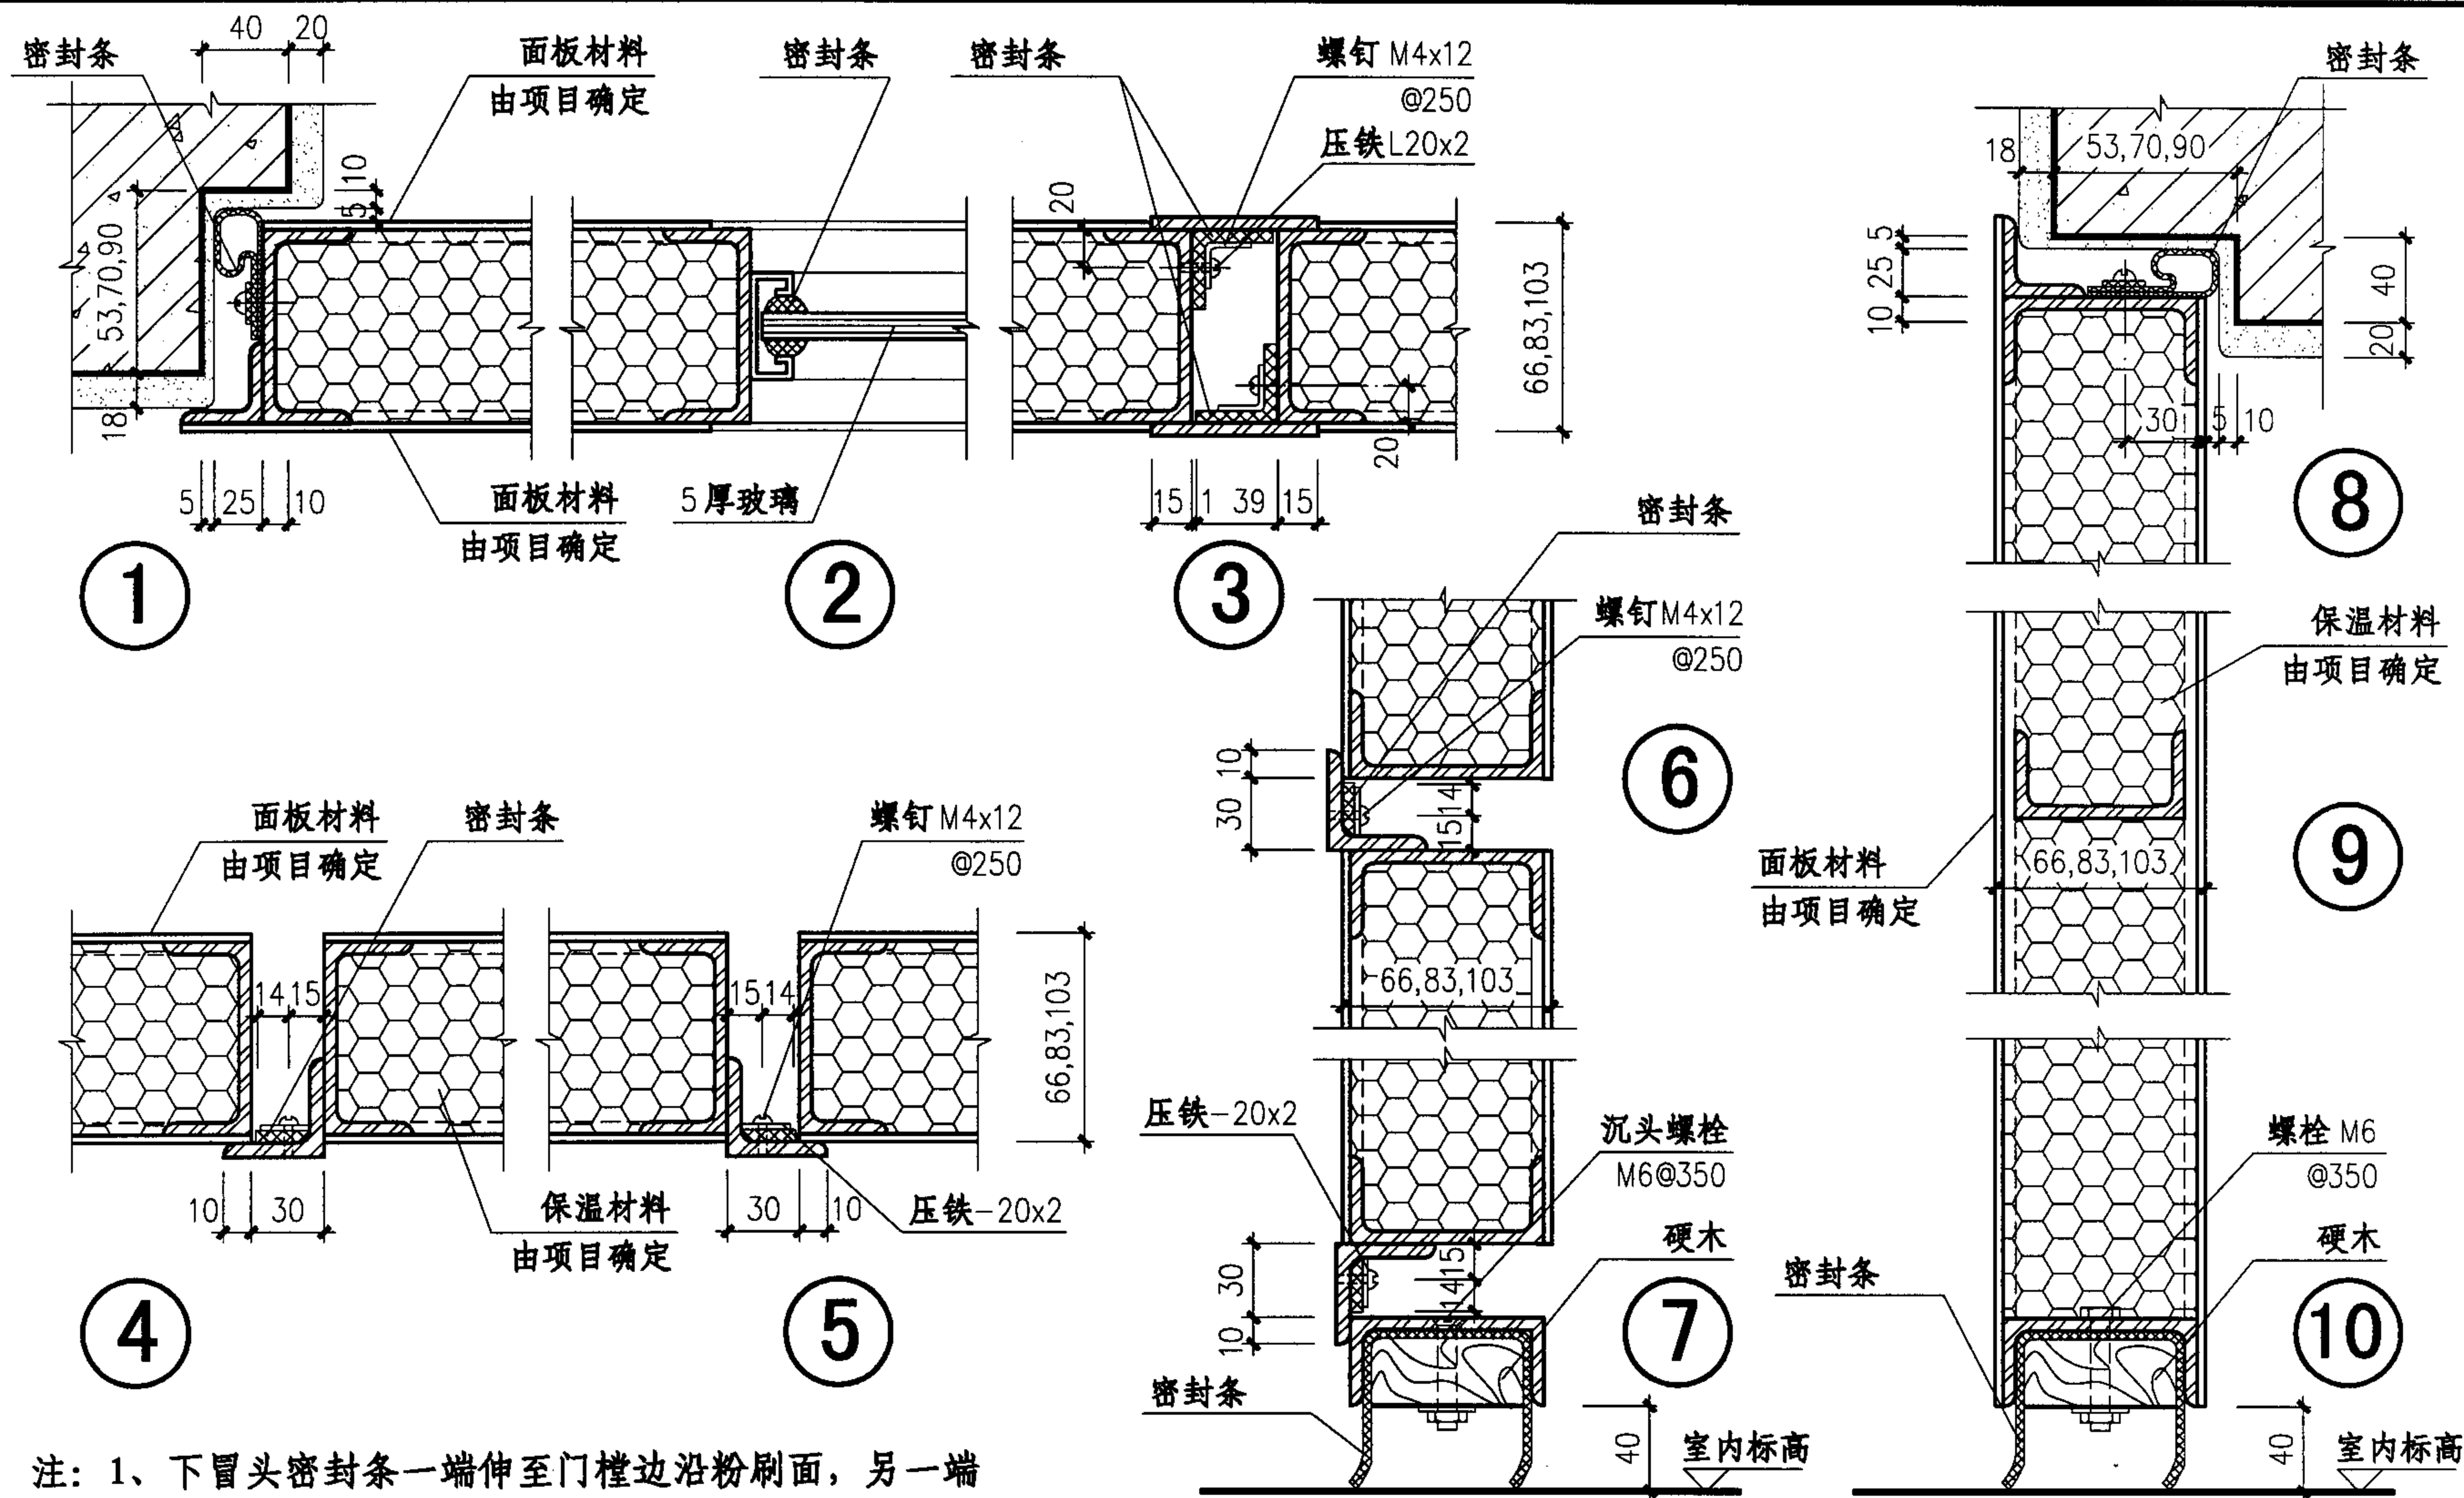 40 20
密封条
面板材料
由项目确定
密封条
密封条
螺钉 M4x12
@250
压铁L20x2
密封条
10
5
53,70,90
18
5 25 10
面板材料
由项目确定
5厚玻璃
20
20
15 1 39 15
66,83,103
18 53,70,90
5
25
10
40
20
30 5 10
1
2
3
8
密封条
螺钉M4x12
@250
10
30
14
15
6
保温材料
由项目确定
66,83,103
面板材料
由项目确定
9
面板材料
由项目确定
密封条
螺钉 M4x12
@250
14 15
15 14
66,83,103
10 30
30 10
保温材料
由项目确定
压铁-20x2
4
5
66,83,103
压铁-20x2
沉头螺栓
M6@350
硬木
30
10
15
14
7
密封条
40
室内标高
螺栓 M6
@350
硬木
密封条
10
40
室内标高
注：1、下冒头密封条一端伸至门樘边沿粉刷面，另一端